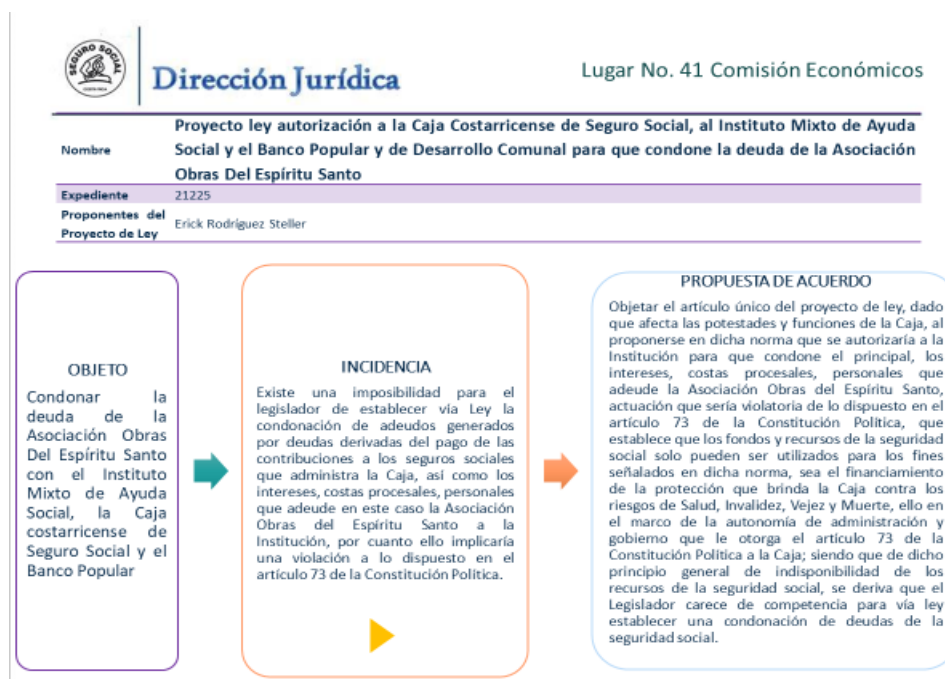 SEGURO SOCIAL
COSTA RICA
Dirección Jurídica
Lugar No. 41 Comisión Económicos
Nombre
Proyecto ley autorización a la Caja Costarricense de Seguro Social, al Instituto Mixto de Ayuda
Social y el Banco Popular y de Desarrollo Comunal para que condone la deuda de la Asociación
Obras Del Espíritu Santo
Expediente
21225
Proponentes del
Proyecto de Ley
Erick Rodríguez Steller
OBJETO
Condonar la
deuda de la
Asociación Obras
Del Espíritu Santo
con el Instituto
Mixto de Ayuda
Social, la Caja
costarricense de
Seguro Social y el
Banco Popular
INCIDENCIA
Existe una imposibilidad para el
legislador de establecer vía Ley la
condonación de adeudos generados
por deudas derivadas del pago de las
contribuciones a los seguros sociales
que administra la Caja, así como los
intereses, costas procesales, personales
que adeude en este caso la Asociación
Obras del Espíritu Santo a la
Institución, por cuanto ello implicaría
una violación a lo dispuesto en el
artículo 73 de la Constitución Política.
PROPUESTA DE ACUERDO
Objetar el artículo único del proyecto de ley, dado
que afecta las potestades y funciones de la Caja, al
proponerse en dicha norma que se autorizaría a la
Institución para que condone el principal, los
intereses, costas procesales, personales que
adeude la Asociación Obras del Espíritu Santo,
actuación que sería violatoria de lo dispuesto en el
artículo 73 de la Constitución Política, que
establece que los fondos y recursos de la seguridad
social solo pueden ser utilizados para los fines
señalados en dicha norma, sea el financiamiento
de la protección que brinda la Caja contra los
riesgos de Salud, Invalidez, Vejez y Muerte, ello en
el marco de la autonomía de administración y
gobierno que le otorga el artículo 73 de la
Constitución Política a la Caja; siendo que de dicho
principio general de indisponibilidad de los
recursos de la seguridad social, se deriva que el
Legislador carece de competencia para vía ley
establecer una condonación de deudas de la
seguridad social.